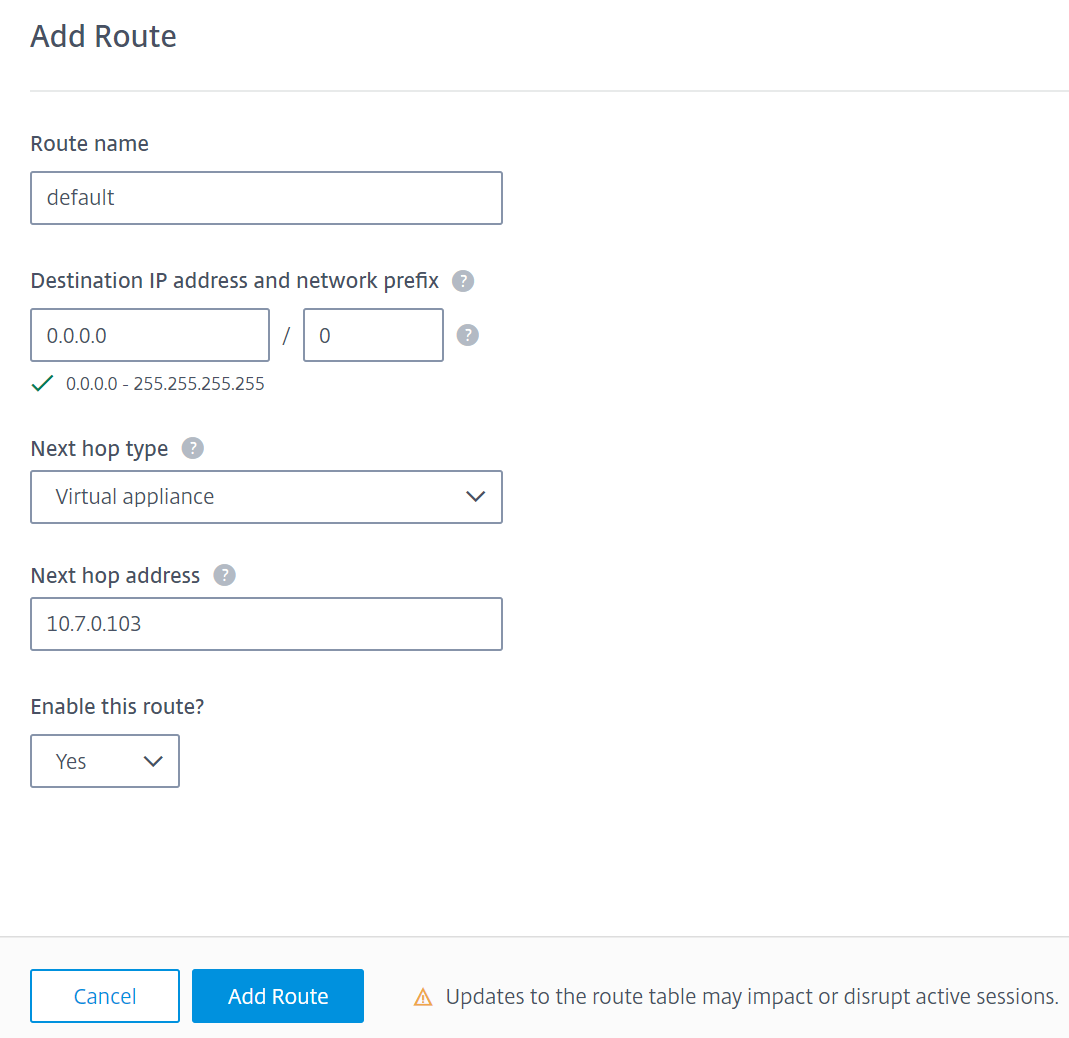 Add Route
Route name
default
Destination IP address and network prefix ?
0.0.0.0 / 0 ?
0.0.0.0 - 255.255.255.255
Next hop type ?
Virtual appliance
Next hop address ?
10.7.0.103
Enable this route?
Yes
Cancel Add Route Updates to the route table may impact or disrupt active sessions.